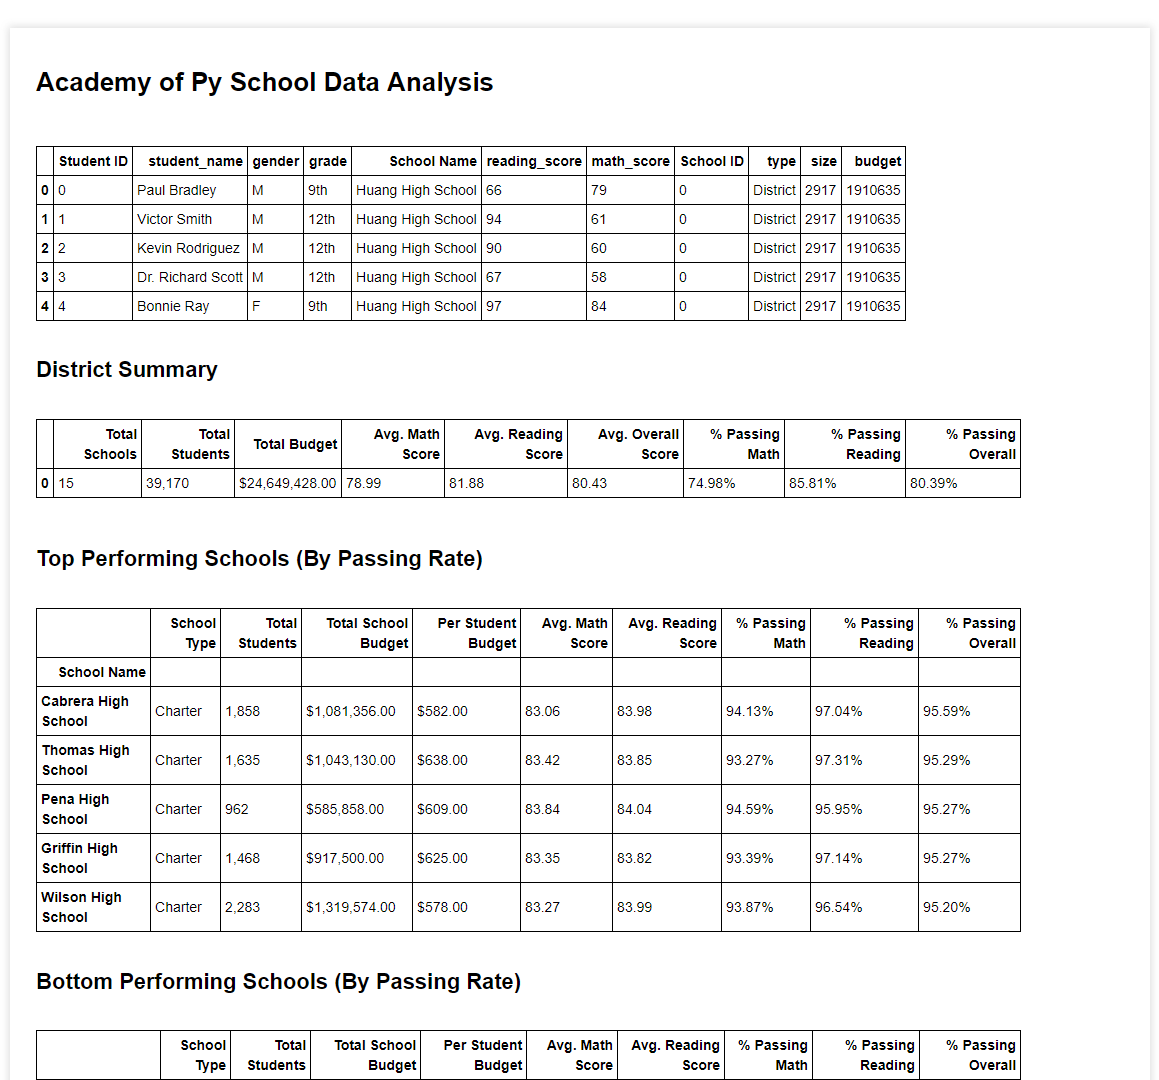 Academy of Py School Data Analysis
Student ID student_name gender grade School Name reading_score math_score School ID type size budget
0 0 Paul Bradley M 9th Huang High School 66 79 0 District 2917 1910635
1 1 Victor Smith M 12th Huang High School 94 61 0 District 2917 1910635
2 2 Kevin Rodriguez M 12th Huang High School 90 60 0 District 2917 1910635
3 3 Dr. Richard Scott M 12th Huang High School 67 58 0 District 2917 1910635
4 4 Bonnie Ray F 9th Huang High School 97 84 0 District 2917 1910635
District Summary
Total Schools Total Students Total Budget Avg. Math Score Avg. Reading Score Avg. Overall Score % Passing Math % Passing Reading % Passing Overall
0 15 39,170 $24,649,428.00 78.99 81.88 80.43 74.98% 85.81% 80.39%
Top Performing Schools (By Passing Rate)
School Type Total Students Total School Budget Per Student Budget Avg. Math Score Avg. Reading Score % Passing Math % Passing Reading % Passing Overall
School Name
Cabrera High School Charter 1,858 $1,081,356.00 $582.00 83.06 83.98 94.13% 97.04% 95.59%
Thomas High School Charter 1,635 $1,043,130.00 $638.00 83.42 83.85 93.27% 97.31% 95.29%
Pena High School Charter 962 $585,858.00 $609.00 83.84 84.04 94.59% 95.95% 95.27%
Griffin High School Charter 1,468 $917,500.00 $625.00 83.35 83.82 93.39% 97.14% 95.27%
Wilson High School Charter 2,283 $1,319,574.00 $578.00 83.27 83.99 93.87% 96.54% 95.20%
Bottom Performing Schools (By Passing Rate)
School Type Total Students Total School Budget Per Student Budget Avg. Math Score Avg. Reading Score % Passing Math % Passing Reading % Passing Overall